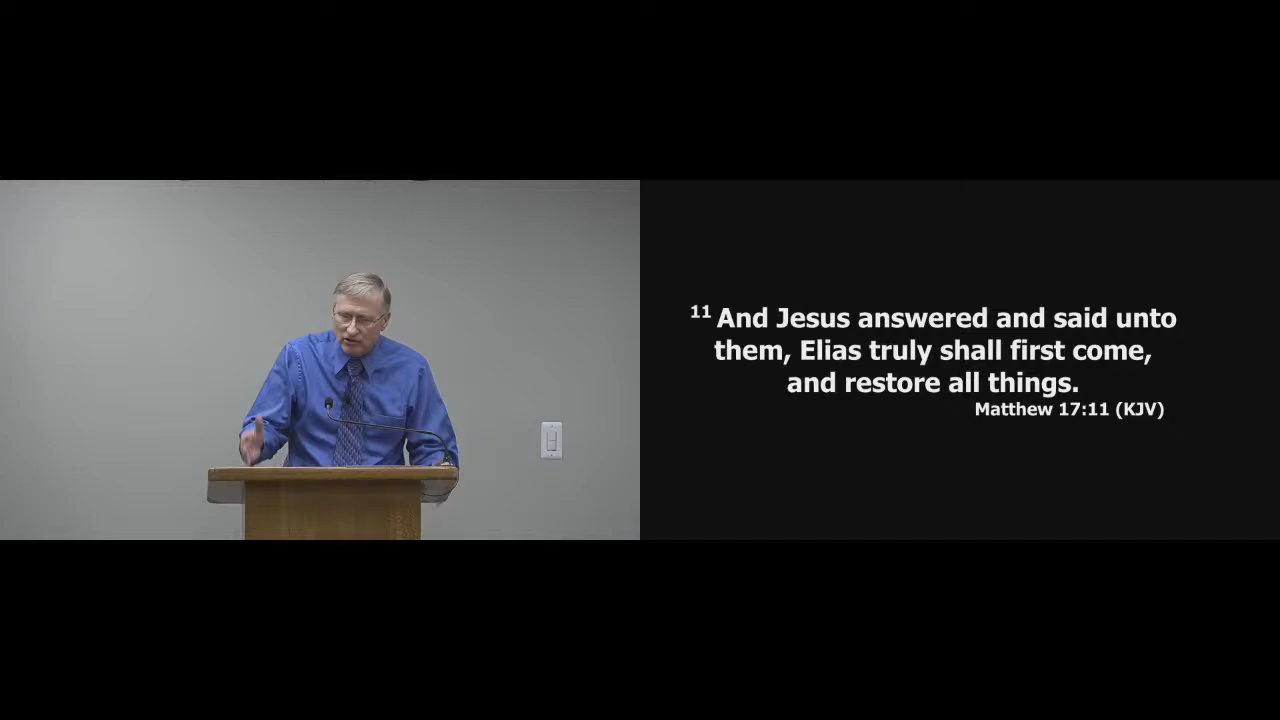 11 And Jesus answered and said unto
them, Elias truly shall first come,
and restore all things.
Matthew 17:11 (KJV)